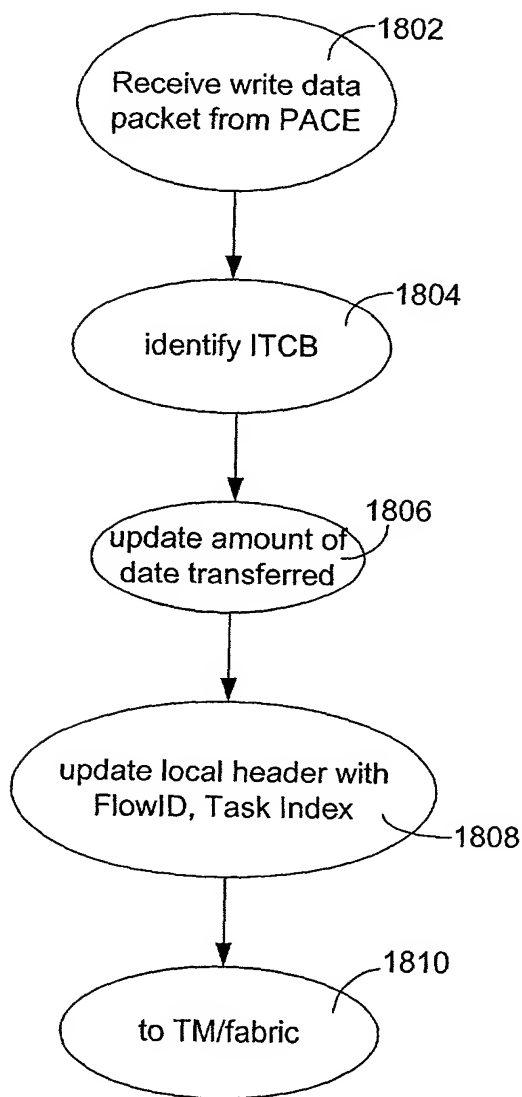 1802
Receive write data
packet from PACE
1804
identify ITCB
1806
update amount of
date transferred
update local header with
FlowID, Task Index
1808
1810
to TM/fabric